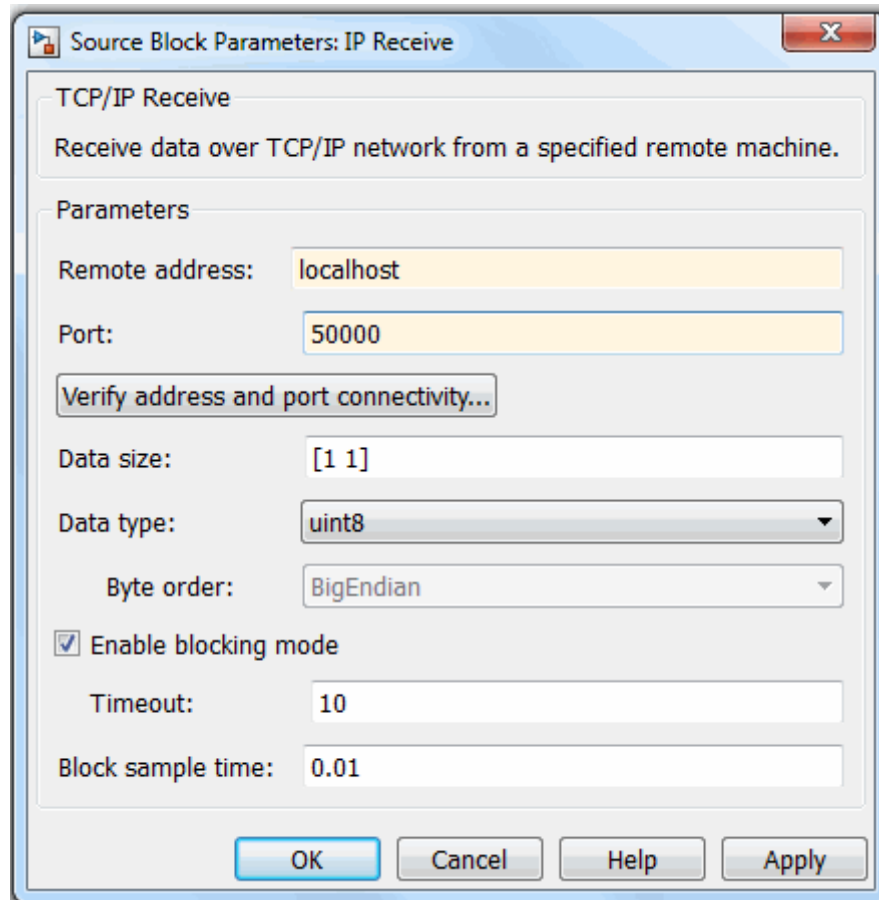 Source Block Parameters: IP Receive
TCP/IP Receive
Receive data over TCP/IP network from a specified remote machine.
Parameters
Remote address: localhost
Port: 50000
Verify address and port connectivity...
Data size: [1 1]
Data type: uint8
Byte order: BigEndian
Enable blocking mode
Timeout: 10
Block sample time: 0.01
OK Cancel Help Apply